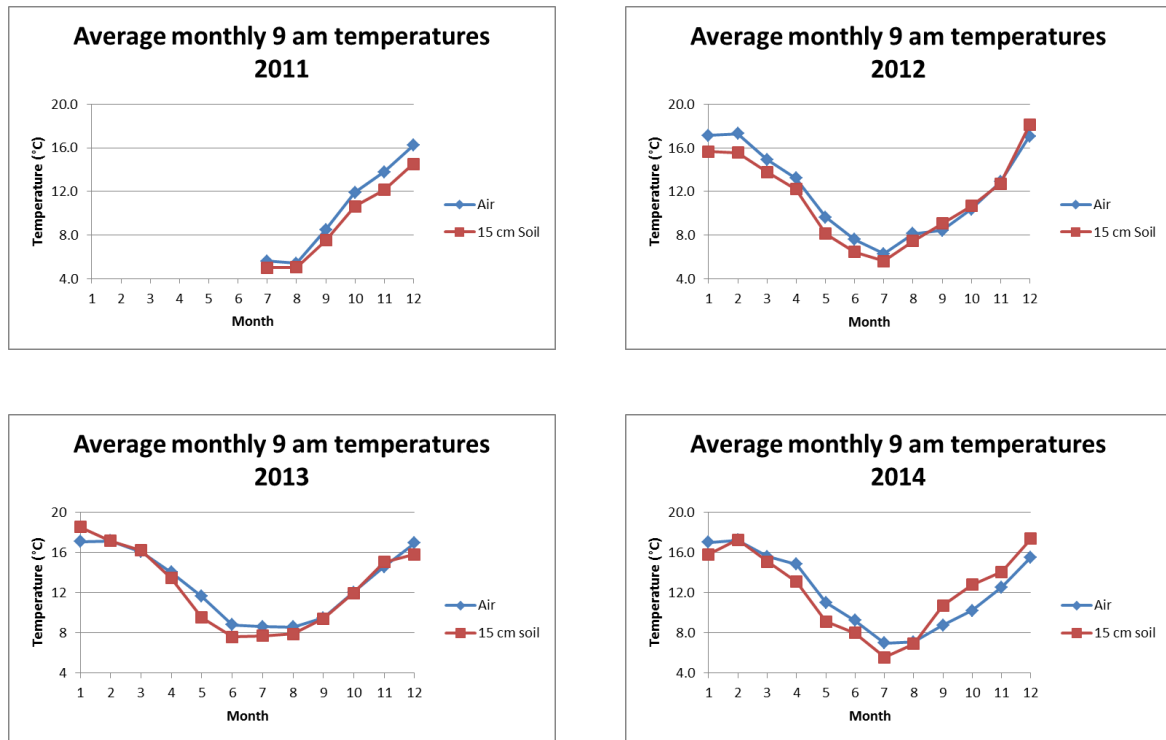 Average monthly 9 am temperatures
2011
20.0
16.0
12.0
8.0
4.0
Temperature (°C)
1 2 3 4 5 6 7 8 9 10 11 12
Month
Air
15 cm Soil
Average monthly 9 am temperatures
2012
20.0
16.0
12.0
8.0
4.0
Temperature (°C)
1 2 3 4 5 6 7 8 9 10 11 12
Month
Air
15 cm Soil
Average monthly 9 am temperatures
2013
20
16
12
8
4
Temperature (°C)
1 2 3 4 5 6 7 8 9 10 11 12
Month
Air
15 cm soil
Average monthly 9 am temperatures
2014
20.0
16.0
12.0
8.0
4.0
Temperature (°C)
1 2 3 4 5 6 7 8 9 10 11 12
Month
Air
15 cm soil